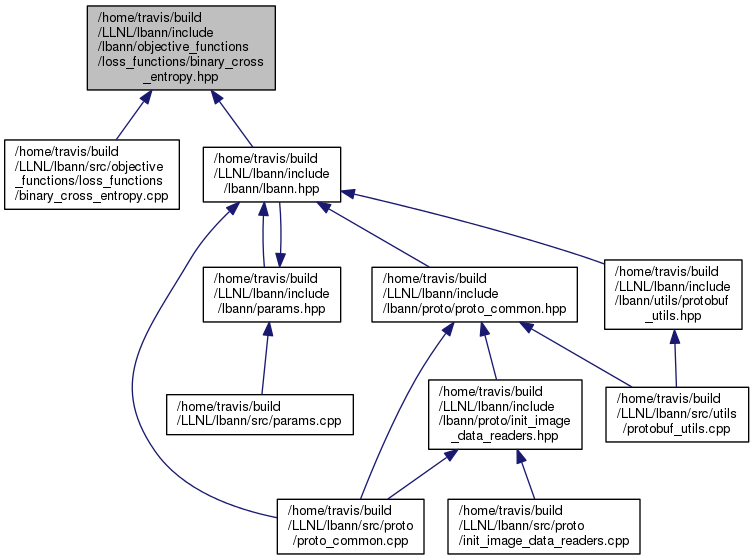 /home/travis/build
/LLNL/lbann/include
/lbann/objective_functions
/loss_functions/binary_cross
_entropy.hpp
/home/travis/build
/LLNL/lbann/src/objective
_functions/loss_functions
/binary_cross_entropy.cpp
/home/travis/build
/LLNL/lbann/include
/lbann/lbann.hpp
/home/travis/build
/LLNL/lbann/include
/lbann/params.hpp
/home/travis/build
/LLNL/lbann/include
/lbann/proto/proto_common.hpp
/home/travis/build
/LLNL/lbann/include
/lbann/utils/protobuf
_utils.hpp
/home/travis/build
/LLNL/lbann/src/params.cpp
/home/travis/build
/LLNL/lbann/include
/lbann/proto/init_image
_data_readers.hpp
/home/travis/build
/LLNL/lbann/src/utils
/protobuf_utils.cpp
/home/travis/build
/LLNL/lbann/src/proto
/proto_common.cpp
/home/travis/build
/LLNL/lbann/src/proto
/init_image_data_readers.cpp